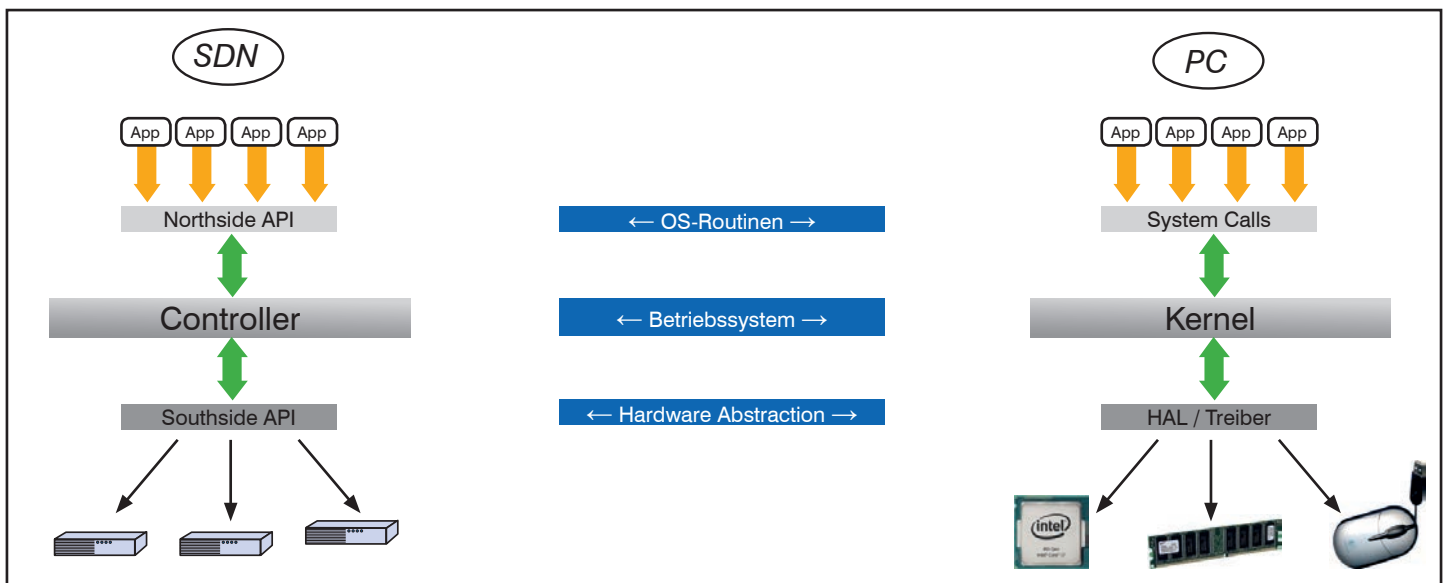 SDN
PC
App App App App
App App App App
Northside API
← OS-Routinen →
System Calls
Controller
← Betriebssystem →
Kernel
Southside API
← Hardware Abstraction →
HAL / Treiber
intel